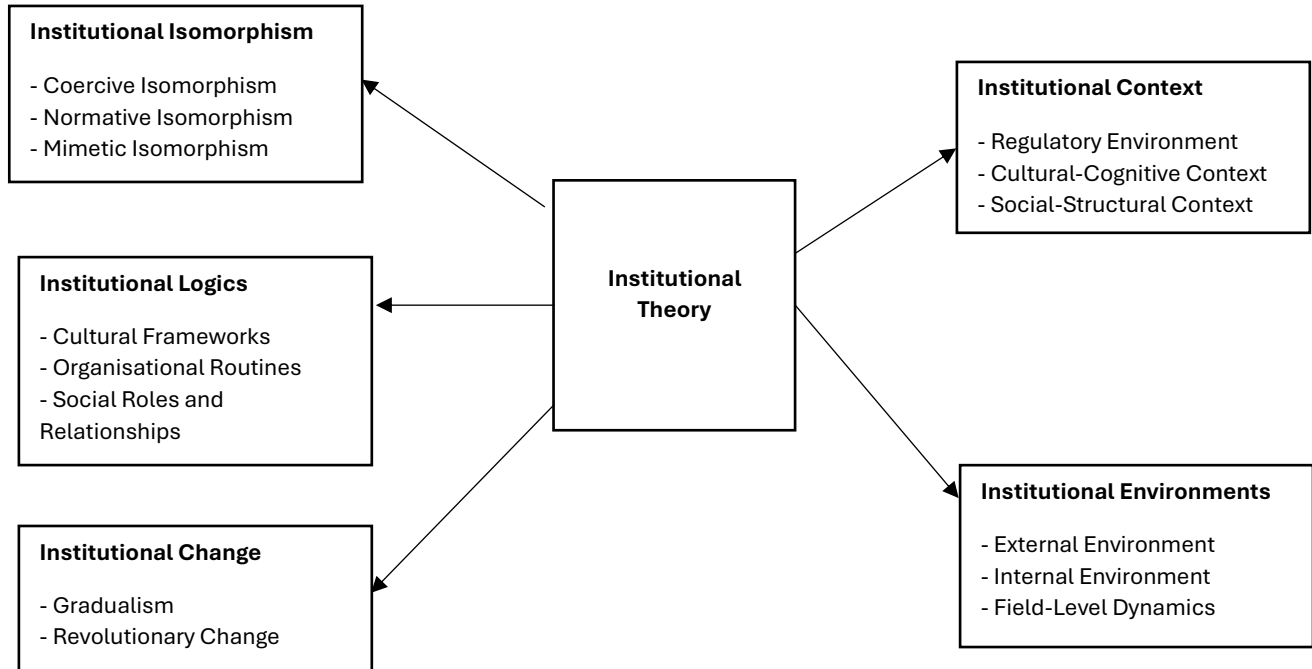 Institutional Isomorphism
- Coercive Isomorphism
- Normative Isomorphism
- Mimetic Isomorphism
Institutional Logics
- Cultural Frameworks
- Organisational Routines
- Social Roles and
Relationships
Institutional Change
- Gradualism
- Revolutionary Change
Institutional
Theory
Institutional Context
- Regulatory Environment
- Cultural-Cognitive Context
- Social-Structural Context
Institutional Environments
- External Environment
- Internal Environment
- Field-Level Dynamics